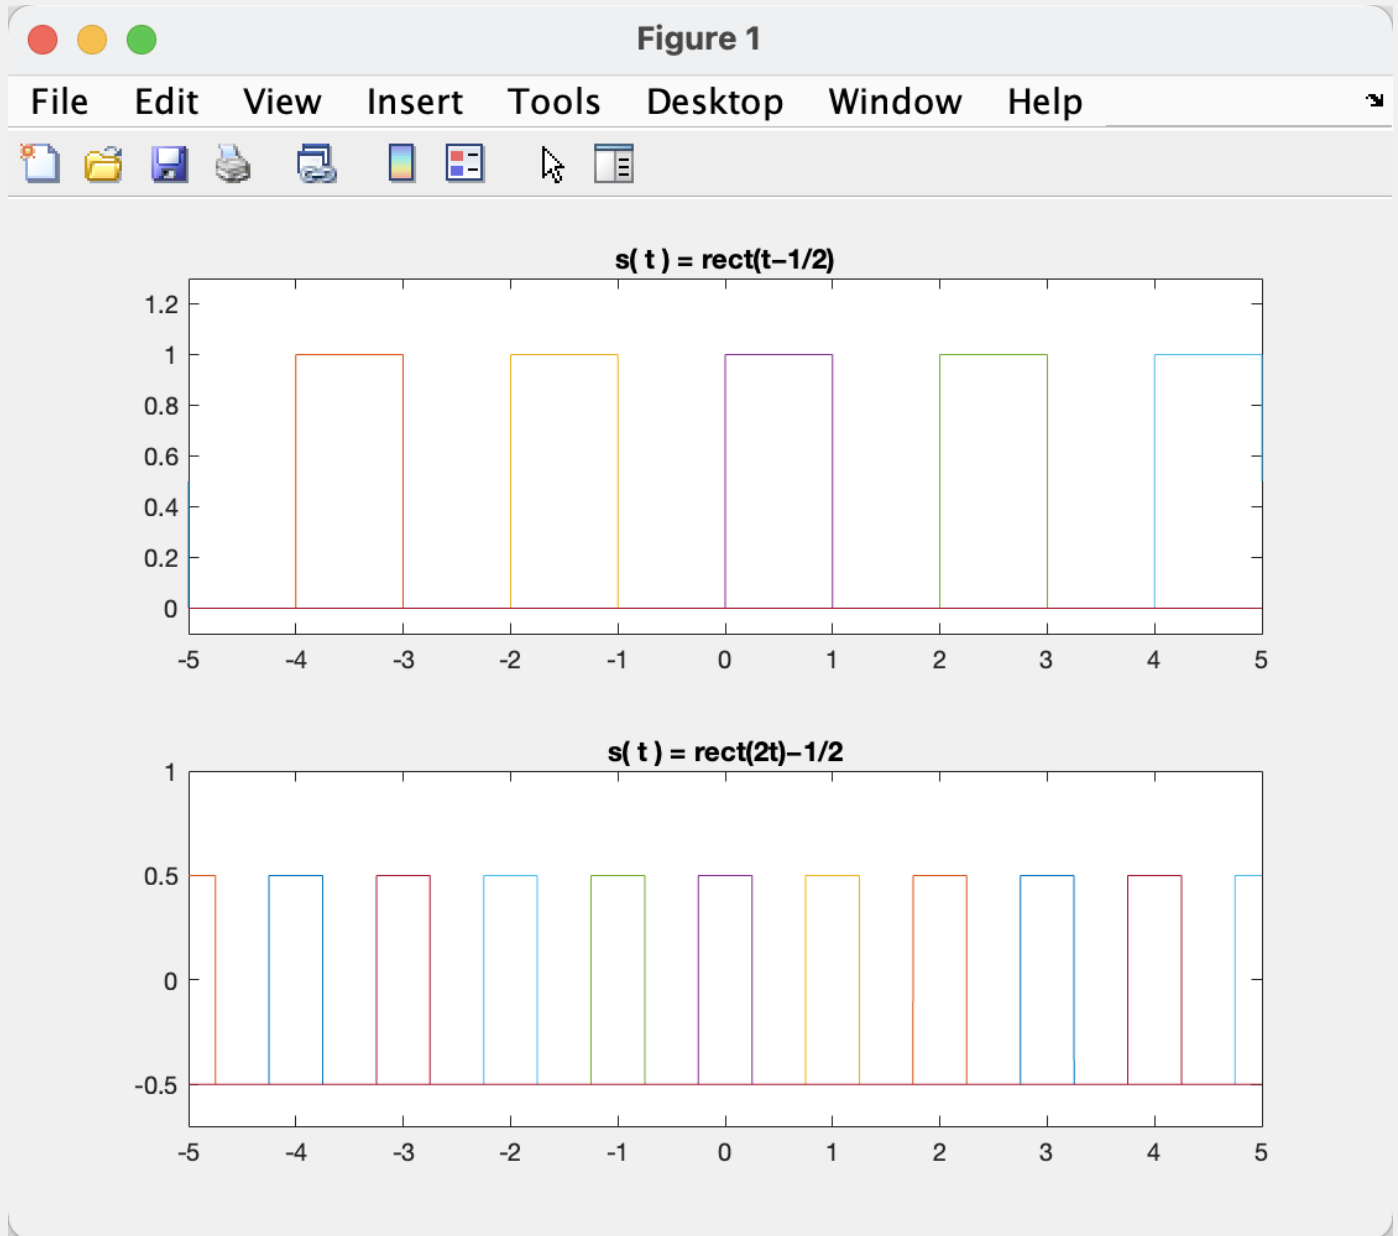 Figure 1
File Edit View Insert Tools Desktop Window Help
s( t ) = rect(t−1/2)
1.2
1
0.8
0.6
0.4
0.2
0
-5 -4 -3 -2 -1 0 1 2 3 4 5
s( t ) = rect(2t)−1/2
1
0.5
0
-0.5
-5 -4 -3 -2 -1 0 1 2 3 4 5